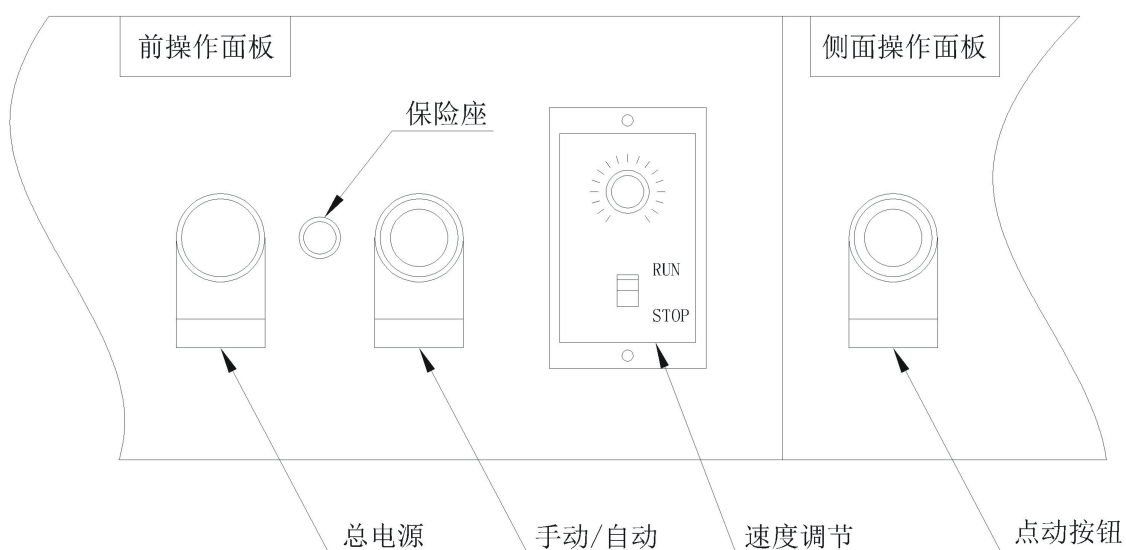 前操作面板
侧面操作面板
保险座
RUN
STOP
总电源
手动/自动
速度调节
点动按钮